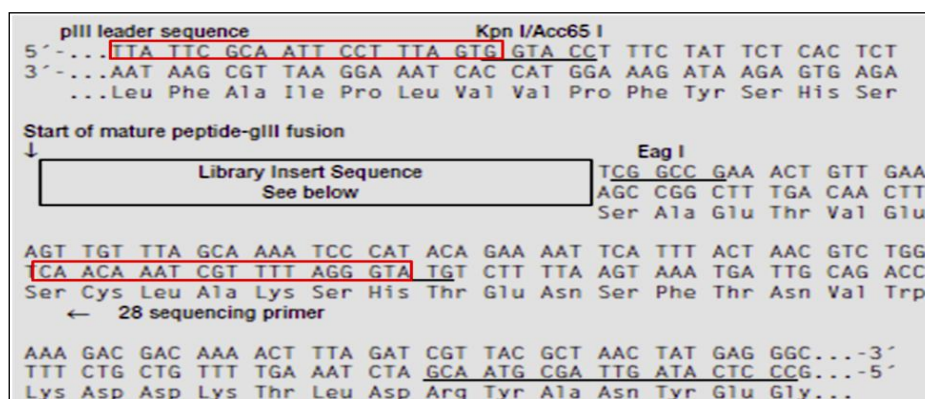 pIII leader sequence Kpn I/Acc65 I
5´-...TTA TTC GCA ATT CCT TTA GTG GTA CCT TTC TAT TCT CAC TCT
3´-...AAT AAG CGT TAA GGA AAT CAC CAT GGA AAG ATA AGA GTG AGA
...Leu Phe Ala Ile Pro Leu Val Val Pro Phe Tyr Ser His Ser
Start of mature peptide-gIII fusion
↓ Eag I
Library Insert Sequence TCG GCC GAA ACT GTT GAA
See below AGC CGG CTT TGA CAA CTT
Ser Ala Glu Thr Val Glu
AGT TGT TTA GCA AAA TCC CAT ACA GAA AAT TCA TTT ACT AAC GTC TGG
TCA ACA AAT CGT TTT AGG GTA TGT CTT TTA AGT AAA TGA TTG CAG ACC
Ser Cys Leu Ala Lys Ser His Thr Glu Asn Ser Phe Thr Asn Val Trp
← 28 sequencing primer
AAA GAC GAC AAA ACT TTA GAT CGT TAC GCT AAC TAT GAG GGC...-3´
TTT CTG CTG TTT TGA AAT CTA GCA ATG CGA TTG ATA CTC CCG...-5´
Lys Asp Asp Lys Thr Leu Asp Arg Tyr Ala Asn Tyr Glu Gly...